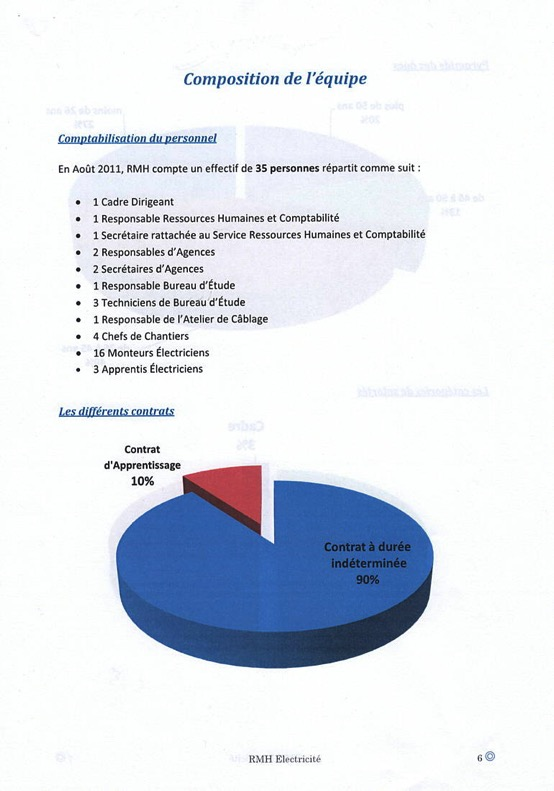 Composition de l'équipe
Comptabilisation du personnel
En Août 2011, RMH compte un effectif de 35 personnes répartit comme suit :
• 1 Cadre Dirigeant
• 1 Responsable Ressources Humaines et Comptabilité
• 1 Secrétaire rattachée au Service Ressources Humaines et Comptabilité
• 2 Responsables d'Agences
• 2 Secrétaires d'Agences
• 1 Responsable Bureau d'Étude
• 3 Techniciens de Bureau d'Étude
• 1 Responsable de l'Atelier de Câblage
• 4 Chefs de Chantiers
• 16 Monteurs Électriciens
• 3 Apprentis Électriciens
Les différents contrats
Contrat
d'Apprentissage
10%
Contrat à durée
indéterminée
90%
RMH Electricité
6